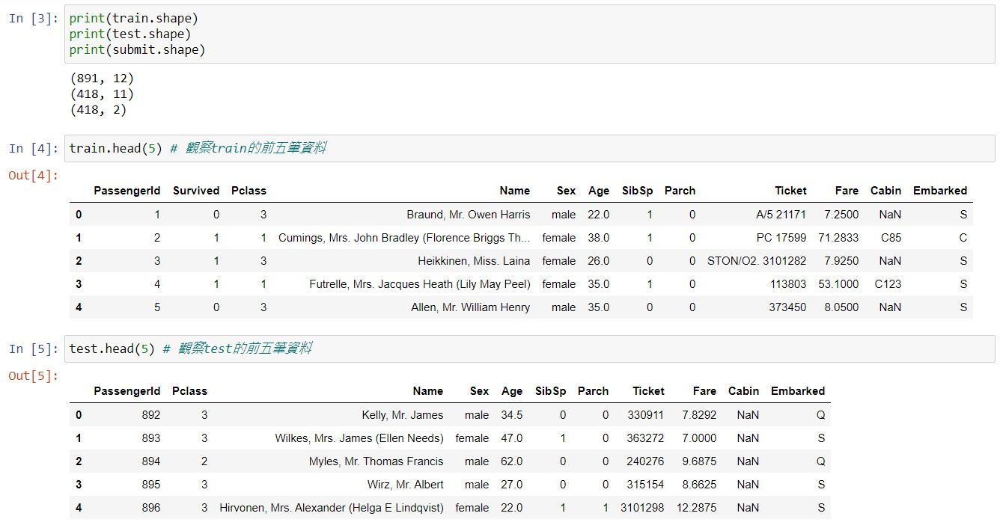 In [3]: print(train.shape)
print(test.shape)
print(submit.shape)
(891, 12)
(418, 11)
(418, 2)
In [4]: train.head(5) # 觀察train的前五筆資料
Out[4]:
PassengerId Survived Pclass Name Sex Age SibSp Parch Ticket Fare Cabin Embarked
0 1 0 3 Braund, Mr. Owen Harris male 22.0 1 0 A/5 21171 7.2500 NaN S
1 2 1 1 Cumings, Mrs. John Bradley (Florence Briggs Th... female 38.0 1 0 PC 17599 71.2833 C85 C
2 3 1 3 Heikkinen, Miss. Laina female 26.0 0 0 STON/O2. 3101282 7.9250 NaN S
3 4 1 1 Futrelle, Mrs. Jacques Heath (Lily May Peel) female 35.0 1 0 113803 53.1000 C123 S
4 5 0 3 Allen, Mr. William Henry male 35.0 0 0 373450 8.0500 NaN S
In [5]: test.head(5) # 觀察test的前五筆資料
Out[5]:
PassengerId Pclass Name Sex Age SibSp Parch Ticket Fare Cabin Embarked
0 892 3 Kelly, Mr. James male 34.5 0 0 330911 7.8292 NaN Q
1 893 3 Wilkes, Mrs. James (Ellen Needs) female 47.0 1 0 363272 7.0000 NaN S
2 894 2 Myles, Mr. Thomas Francis male 62.0 0 0 240276 9.6875 NaN Q
3 895 3 Wirz, Mr. Albert male 27.0 0 0 315154 8.6625 NaN S
4 896 3 Hirvonen, Mrs. Alexander (Helga E Lindqvist) female 22.0 1 1 3101298 12.2875 NaN S